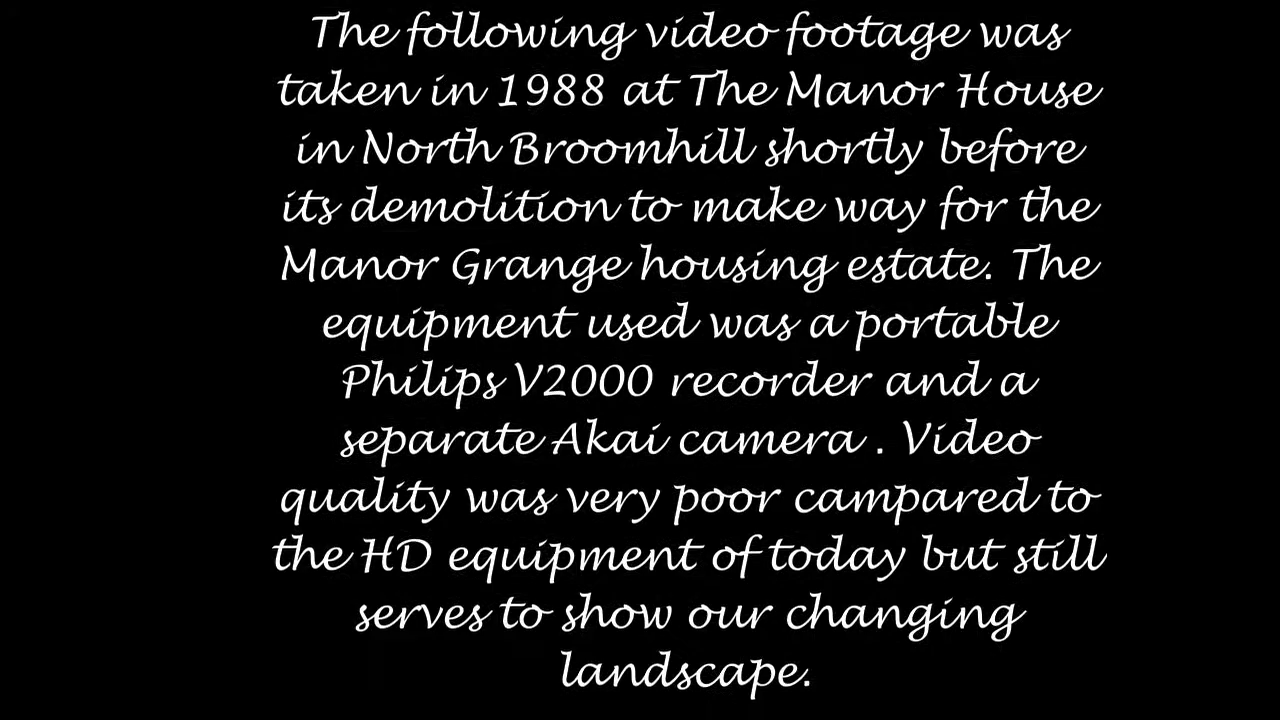 The following video footage was
taken in 1988 at The Manor House
in North Broomhill shortly before
its demolition to make way for the
Manor Grange housing estate. The
equipment used was a portable
Philips V2000 recorder and a
separate Akai camera . Video
quality was very poor campared to
the HD equipment of today but still
serves to show our changing
landscape.